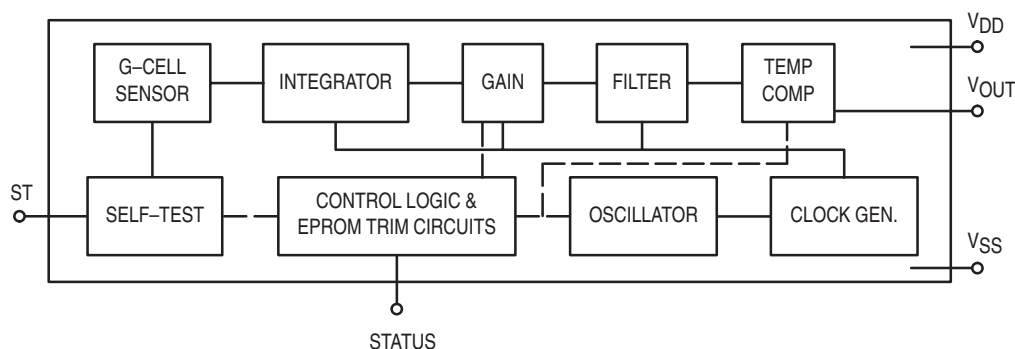 G–CELL
SENSOR
INTEGRATOR
GAIN
FILTER
TEMP
COMP
VDD
VOUT
ST
SELF–TEST
CONTROL LOGIC &
EPROM TRIM CIRCUITS
OSCILLATOR
CLOCK GEN.
VSS
STATUS